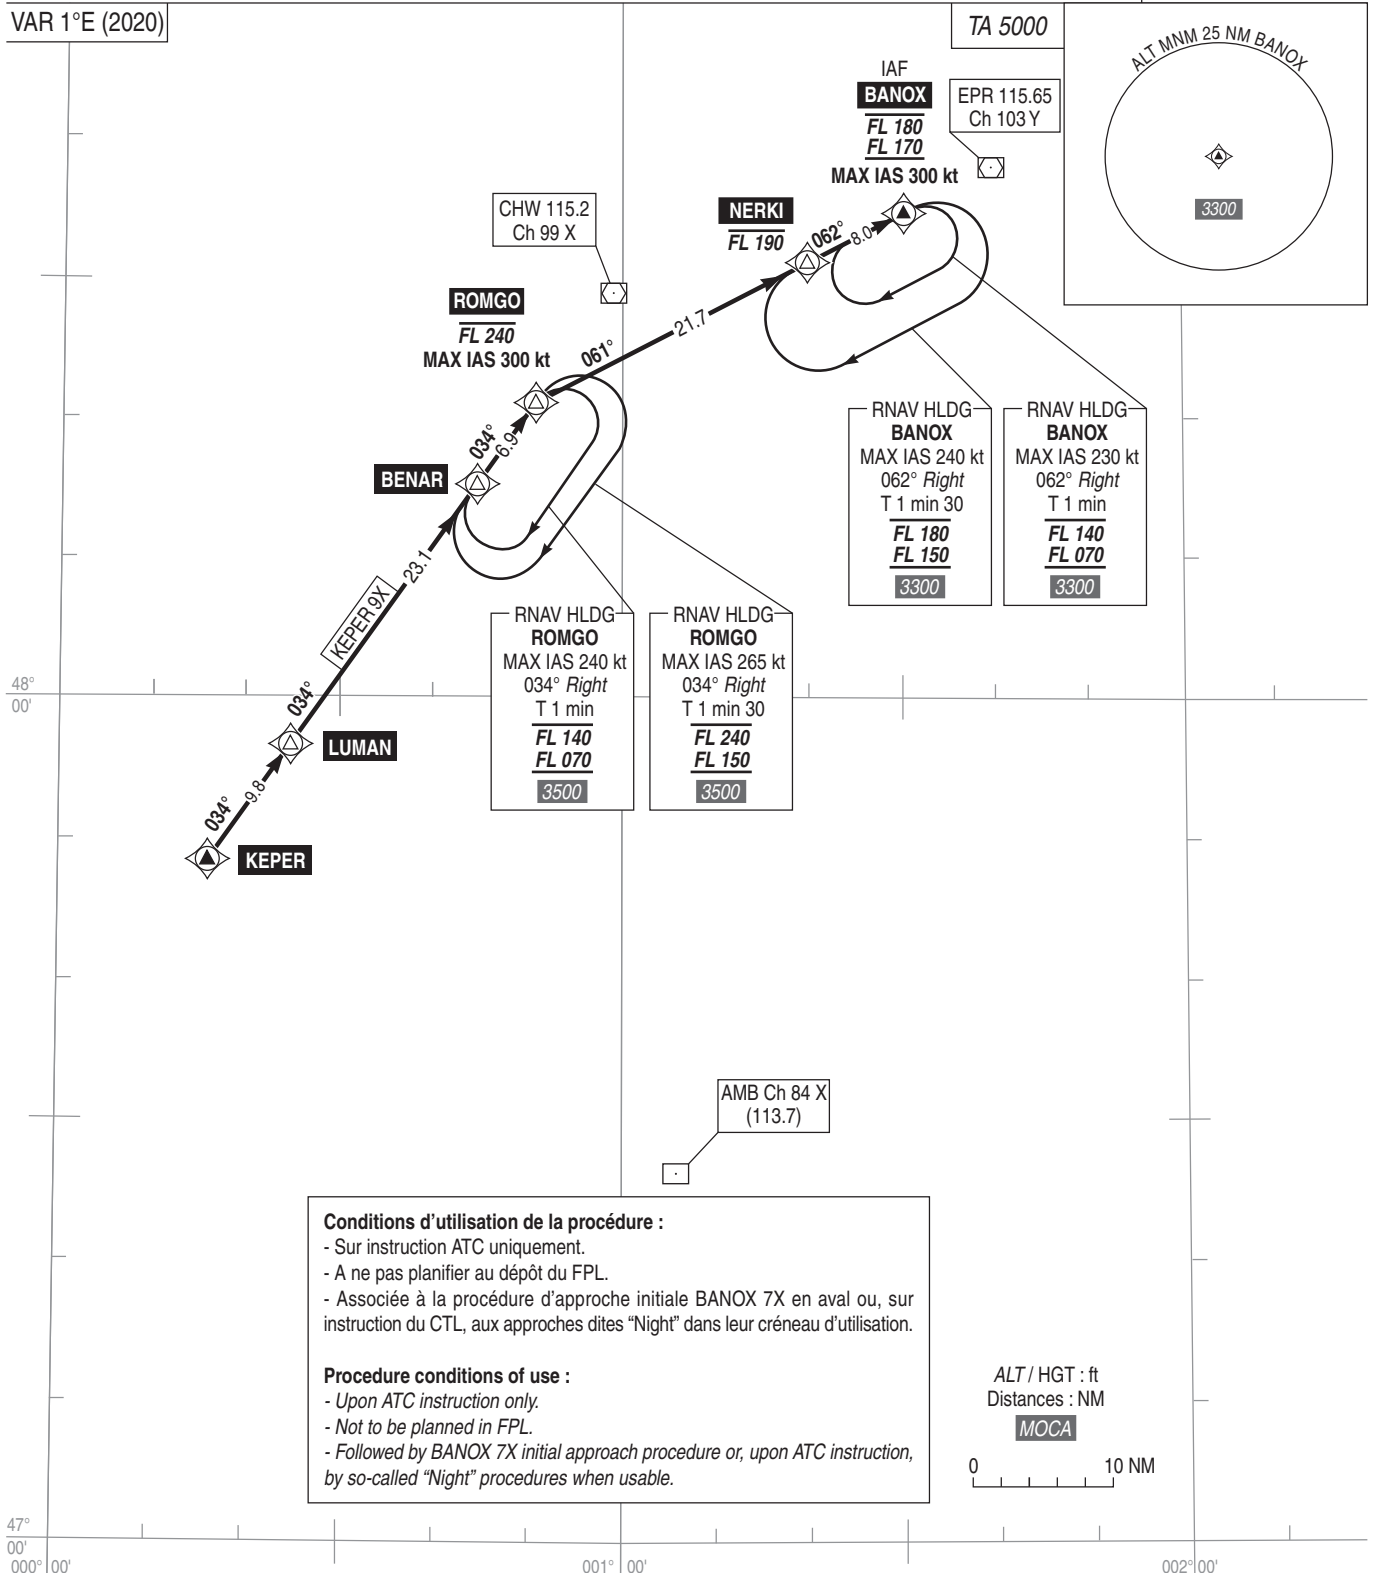 VAR 1°E (2020)
TA 5000
ALT MNM 25 NM BANOX
3300
IAF
BANOX
FL 180
FL 170
MAX IAS 300 kt
EPR 115.65
Ch 103 Y
CHW 115.2
Ch 99 X
NERKI
FL 190
062°
8.0
ROMGO
FL 240
MAX IAS 300 kt
061°
21.7
034°
6.9
BENAR
RNAV HLDG
BANOX
MAX IAS 240 kt
062° Right
T 1 min 30
FL 180
FL 150
3300
RNAV HLDG
BANOX
MAX IAS 230 kt
062° Right
T 1 min
FL 140
FL 070
3300
23.1
KEPER 9X
RNAV HLDG
ROMGO
MAX IAS 240 kt
034° Right
T 1 min
FL 140
FL 070
3500
RNAV HLDG
ROMGO
MAX IAS 265 kt
034° Right
T 1 min 30
FL 240
FL 150
3500
48°
00'
034°
LUMAN
9.8
034°
KEPER
AMB Ch 84 X
(113.7)
Conditions d’utilisation de la procédure :
- Sur instruction ATC uniquement.
- A ne pas planifier au dépôt du FPL.
- Associée à la procédure d’approche initiale BANOX 7X en aval ou, sur
instruction du CTL, aux approches dites “Night” dans leur créneau d’utilisation.
Procedure conditions of use :
- Upon ATC instruction only.
- Not to be planned in FPL.
- Followed by BANOX 7X initial approach procedure or, upon ATC instruction,
by so-called “Night” procedures when usable.
ALT / HGT : ft
Distances : NM
MOCA
0 10 NM
47°
00'
000° 00'
001° 00'
002° 00'